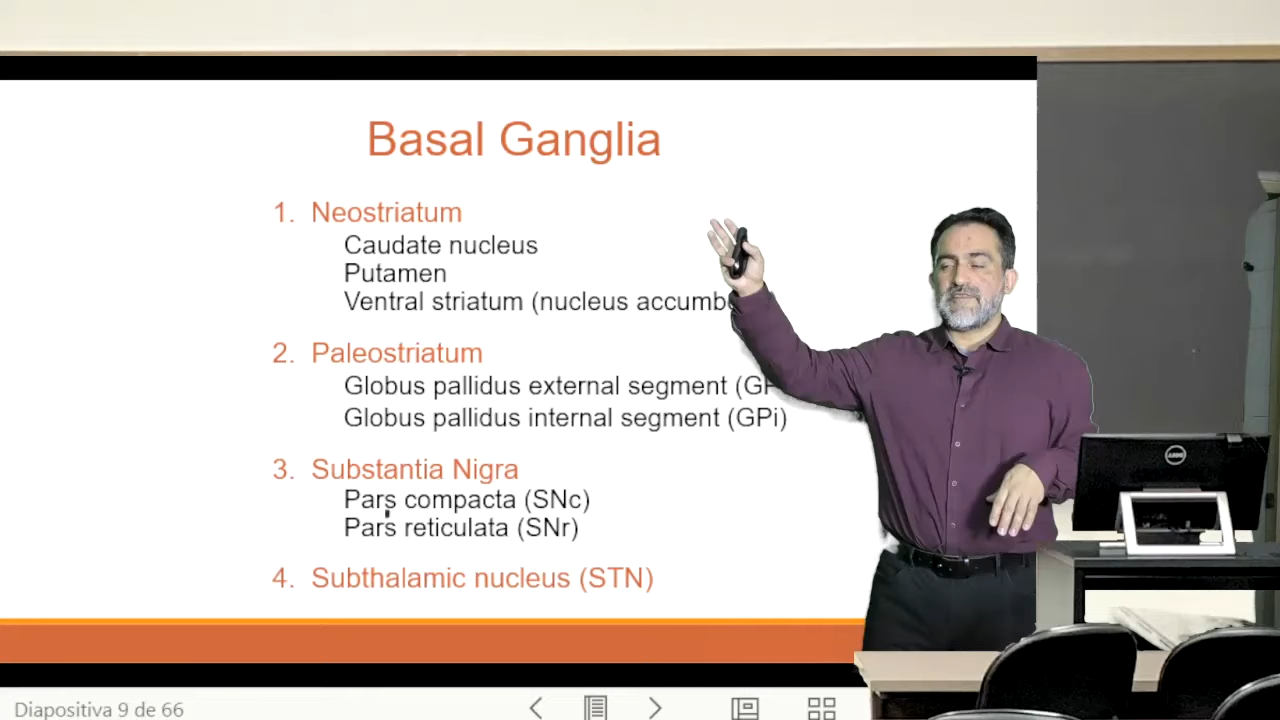 Basal Ganglia
1. Neostriatum
Caudate nucleus
Putamen
Ventral striatum (nucleus
2. Paleostriatum
Globus pallidus external segment
Globus pallidus internal segment (GPi)
3. Substantia Nigra
Pars compacta (SNc)
Pars reticulata (SNr)
4. Subthalamic nucleus (STN)
Diapositiva 9 de 66
DELL